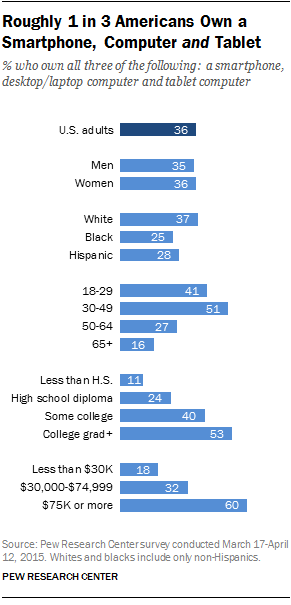 Roughly 1 in 3 Americans Own a
Smartphone, Computer and Tablet
% who own all three of the following: a smartphone,
desktop/laptop computer and tablet computer
U.S. adults 36
Men 35
Women 36
White 37
Black 25
Hispanic 28
18-29 41
30-49 51
50-64 27
65+ 16
Less than H.S. 11
High school diploma 24
Some college 40
College grad+ 53
Less than $30K 18
$30,000-$74,999 32
$75K or more 60
Source: Pew Research Center survey conducted March 17-April
12, 2015. Whites and blacks include only non-Hispanics.
PEW RESEARCH CENTER